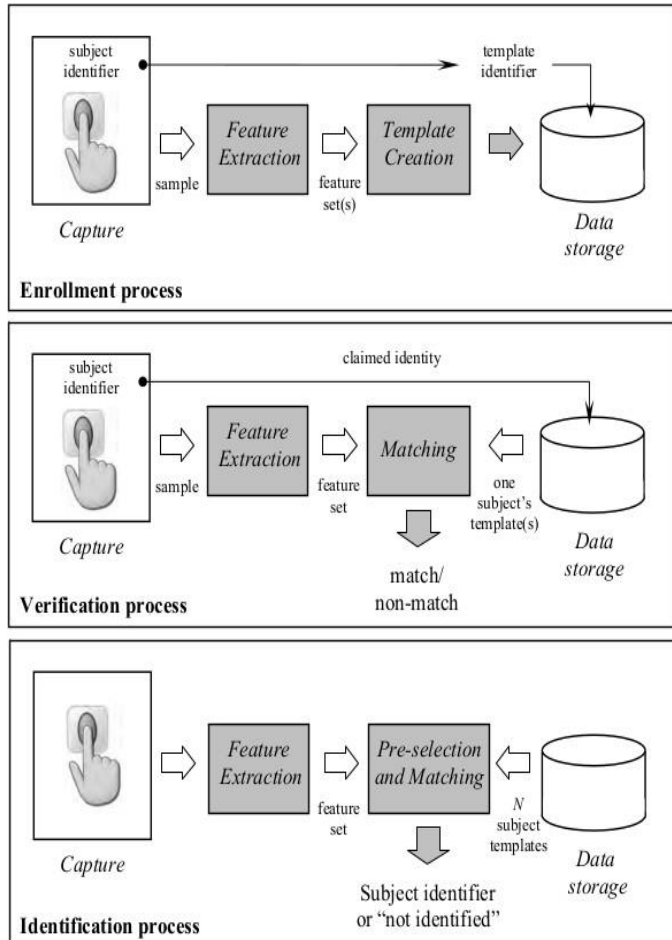 subject
identifier
template
identifier
Feature
Extraction
Template
Creation
sample
feature
set(s)
Capture
Data
storage
Enrollment process
subject
identifier
claimed identity
Feature
Extraction
Matching
sample
feature
set
one
subject's
template(s)
Capture
match/
non-match
Data
storage
Verification process
Feature
Extraction
Pre-selection
and Matching
feature
set
N
subject
templates
Capture
Data
storage
Subject identifier
or “not identified”
Identification process